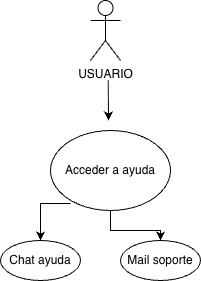 USUARIO
Acceder a ayuda
Chat ayuda
Mail soporte